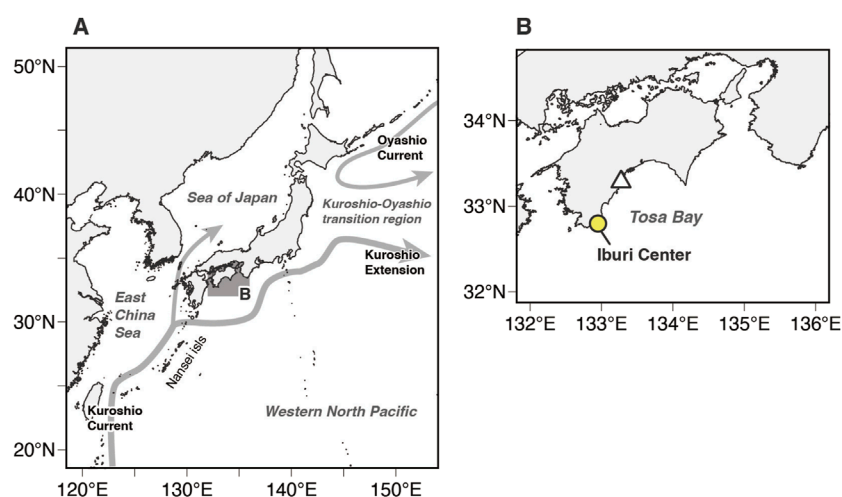 A
50°N
40°N
30°N
20°N
120°E
130°E
140°E
150°E
Oyashio
Current
Sea of Japan
Kuroshio-Oyashio
transition region
Kuroshio
Extension
B
East
China
Sea
Nansei isls
Kuroshio
Current
Western North Pacific
B
34°N
33°N
32°N
132°E
133°E
134°E
135°E
136°E
Tosa Bay
Iburi Center